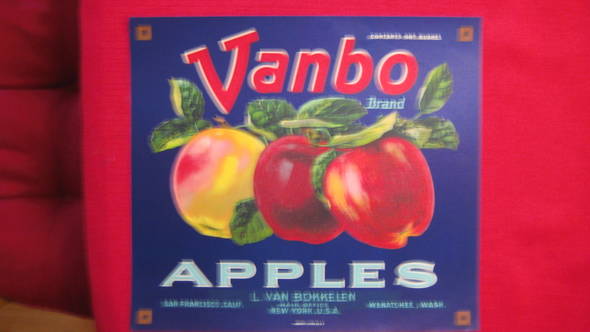 CONTENTS ONE BUSHEL
Vanbo
Brand
APPLES
L. VAN BOKKELEN
MAIN OFFICE
SAN FRANCISCO, CALIF. NEW YORK, U.S.A. WENATCHEE, WASH.